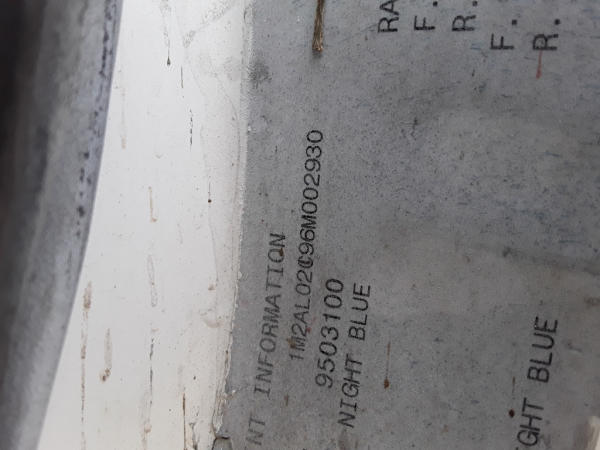 NT INFORMATION
1M2AL02C96M002930
9503100
NIGHT BLUE
RA
F.
R.
F.
R.
GHT BLUE